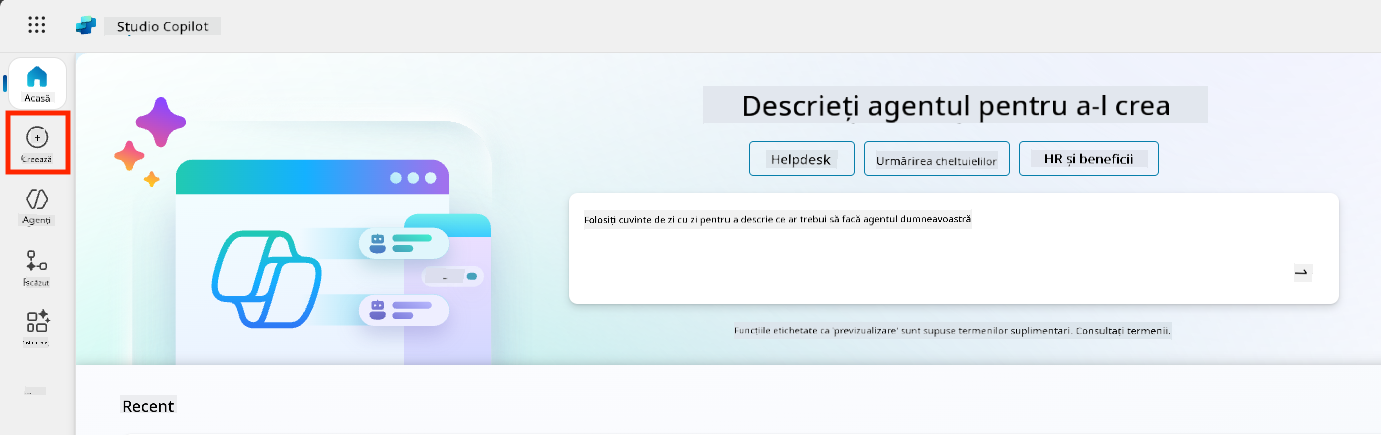 Studio Copilot
Acasă
Creează
Agenți
Descrieți agentul pentru a-l crea
Helpdesk
Urmărirea cheltuielilor
HR și beneficii
Folosiți cuvinte de zi cu zi pentru a descrie ce ar trebui să facă agentul dumneavoastră
Funcțiile etichetate ca 'previzualizare' sunt supuse termenilor suplimentari. Consultați termenii.
Recent